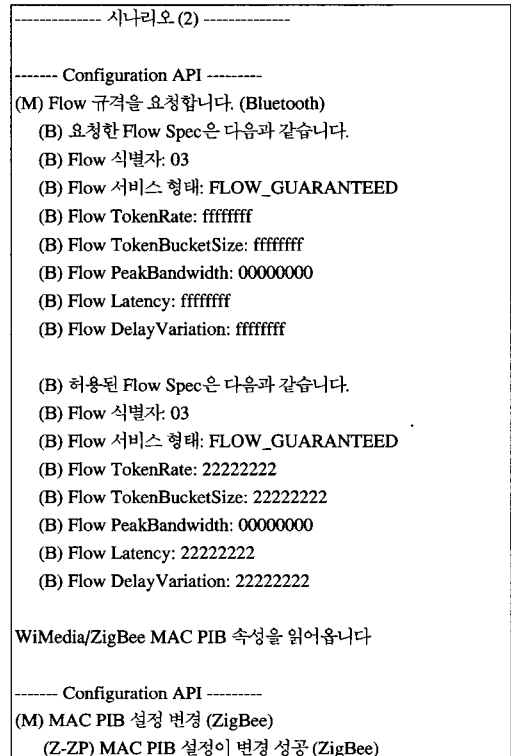 -------------- 시나리오 (2) --------------
------- Configuration API ---------
(M) Flow 규격을 요청합니다. (Bluetooth)
(B) 요청한 Flow Spec은 다음과 같습니다.
(B) Flow 식별자: 03
(B) Flow 서비스 형태: FLOW_GUARANTEED
(B) Flow TokenRate: ffffffff
(B) Flow TokenBucketSize: ffffffff
(B) Flow PeakBandwidth: 00000000
(B) Flow Latency: ffffffff
(B) Flow DelayVariation: ffffffff
(B) 허용된 Flow Spec은 다음과 같습니다.
(B) Flow 식별자: 03
(B) Flow 서비스 형태: FLOW_GUARANTEED
(B) Flow TokenRate: 22222222
(B) Flow TokenBucketSize: 22222222
(B) Flow PeakBandwidth: 00000000
(B) Flow Latency: 22222222
(B) Flow DelayVariation: 22222222
WiMedia/ZigBee MAC PIB 속성을 읽어옵니다
------- Configuration API ---------
(M) MAC PIB 설정 변경 (ZigBee)
(Z-ZP) MAC PIB 설정이 변경 성공 (ZigBee)